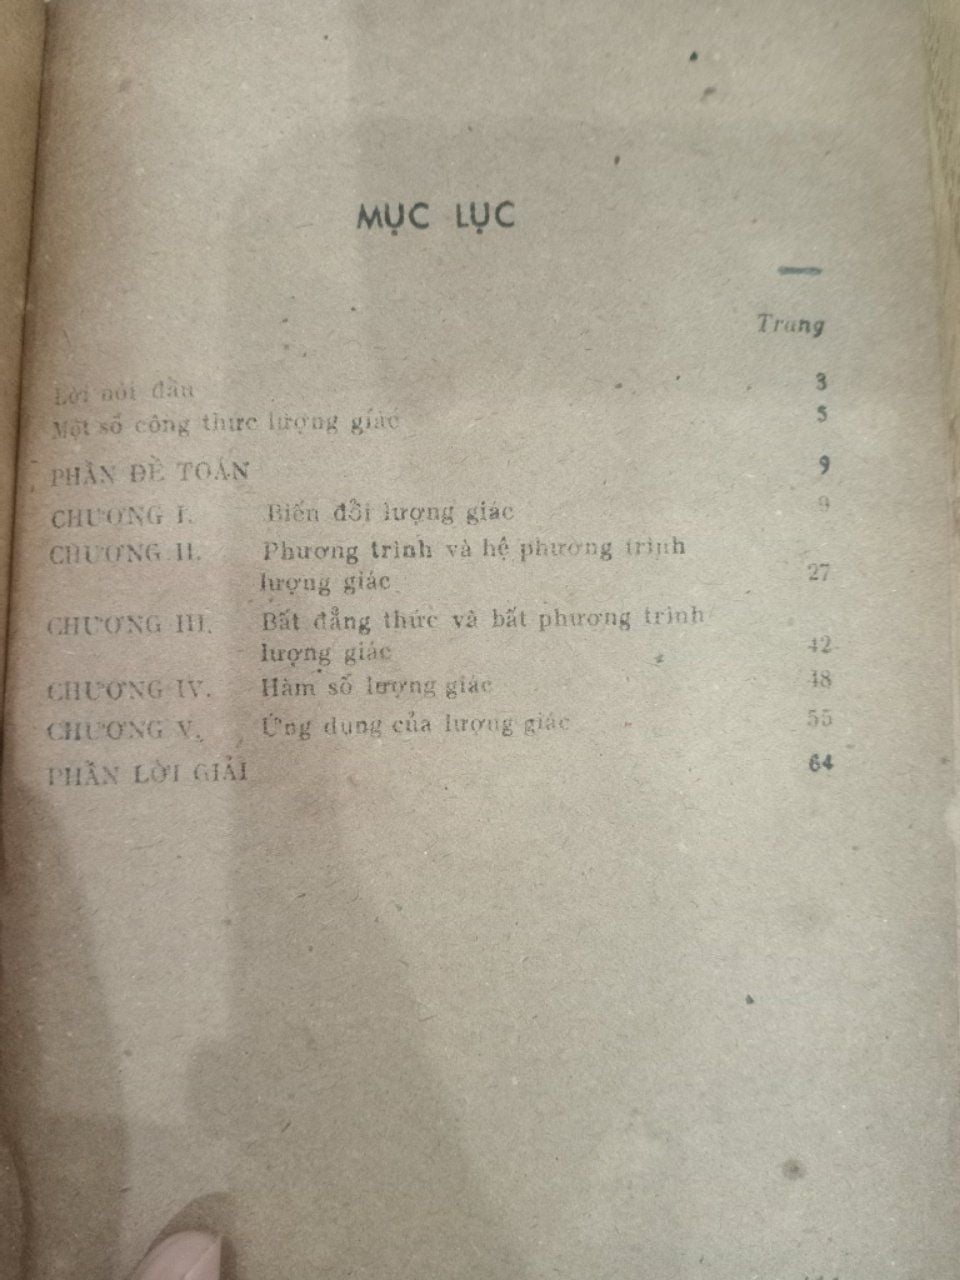 MỤC LỤC
Trang
Lời nói đầu 3
Một số công thức lượng giác 5
PHẦN ĐỀ TOÁN 9
CHƯƠNG I. Biến đổi lượng giác 9
CHƯƠNG II. Phương trình và hệ phương trình
lượng giác 27
CHƯƠNG III. Bất đẳng thức và bất phương trình
lượng giác 42
CHƯƠNG IV. Hàm số lượng giác 48
CHƯƠNG V. Ứng dụng của lượng giác 55
PHẦN LỜI GIẢI 64